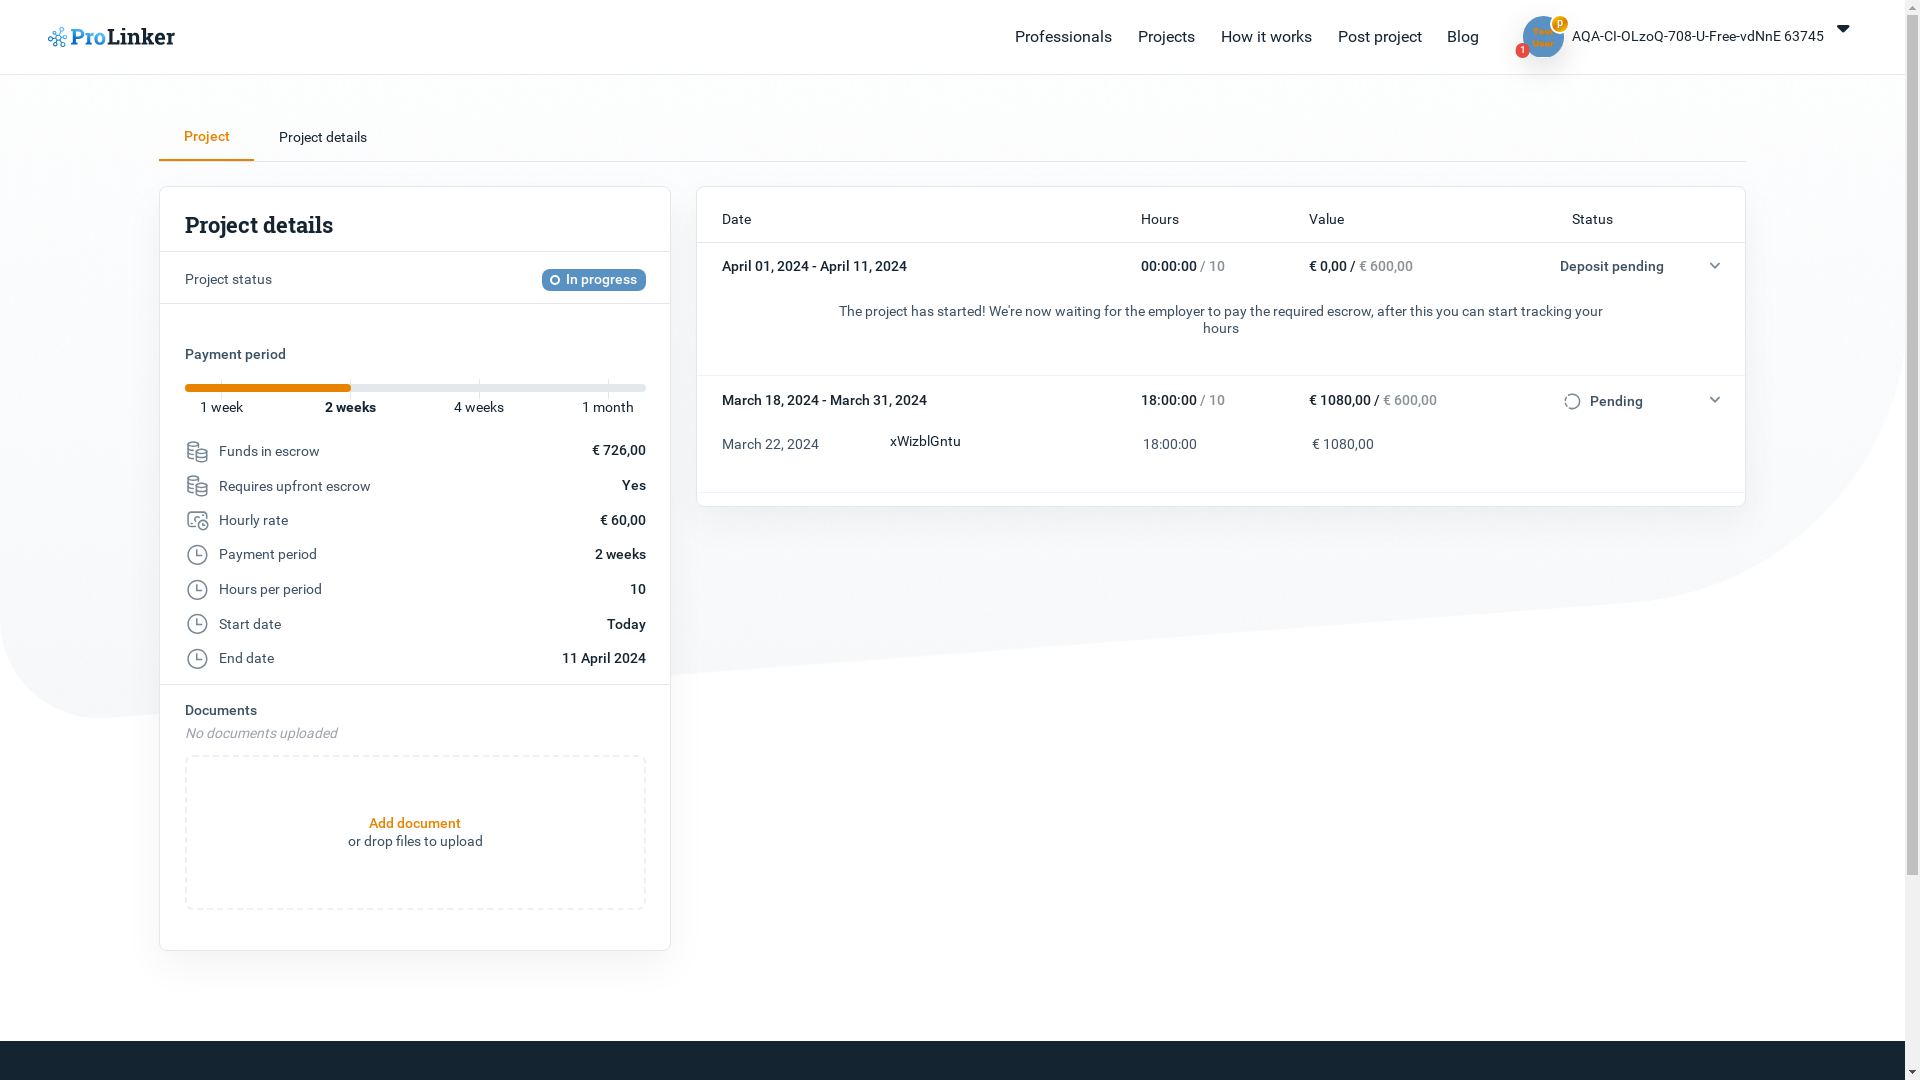 ProLinker
Professionals
Projects
How it works
Post project
Blog
p
1
AQA-CI-OLzoQ-708-U-Free-vdNnE 63745
Project
Project details
Project details
Project status
In progress
Payment period
1 week
2 weeks
4 weeks
1 month
Funds in escrow
€ 726,00
Requires upfront escrow
Yes
Hourly rate
€ 60,00
Payment period
2 weeks
Hours per period
10
Start date
Today
End date
11 April 2024
Documents
No documents uploaded
Add document
or drop files to upload
Date
Hours
Value
Status
April 01, 2024 - April 11, 2024
00:00:00 / 10
€ 0,00 / € 600,00
Deposit pending
The project has started! We're now waiting for the employer to pay the required escrow, after this you can start tracking your
hours
March 18, 2024 - March 31, 2024
18:00:00 / 10
€ 1080,00 / € 600,00
Pending
March 22, 2024
xWizblGntu
18:00:00
€ 1080,00